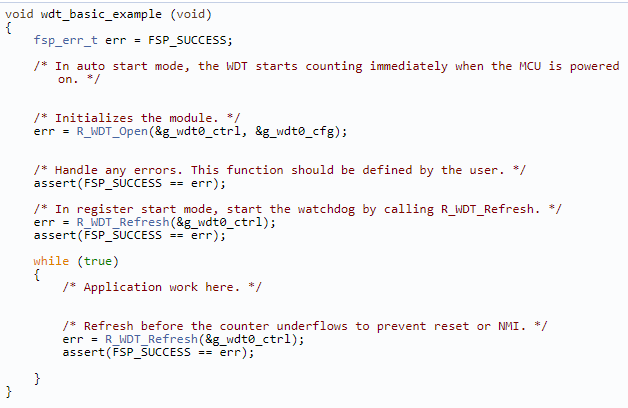 void wdt_basic_example (void)
{
    fsp_err_t err = FSP_SUCCESS;
    /* In auto start mode, the WDT starts counting immediately when the MCU is powered
       on. */
    /* Initializes the module. */
    err = R_WDT_Open(&g_wdt0_ctrl, &g_wdt0_cfg);
    /* Handle any errors. This function should be defined by the user. */
    assert(FSP_SUCCESS == err);
    /* In register start mode, start the watchdog by calling R_WDT_Refresh. */
    err = R_WDT_Refresh(&g_wdt0_ctrl);
    assert(FSP_SUCCESS == err);
    while (true)
    {
        /* Application work here. */
        /* Refresh before the counter underflows to prevent reset or NMI. */
        err = R_WDT_Refresh(&g_wdt0_ctrl);
        assert(FSP_SUCCESS == err);
    }
}